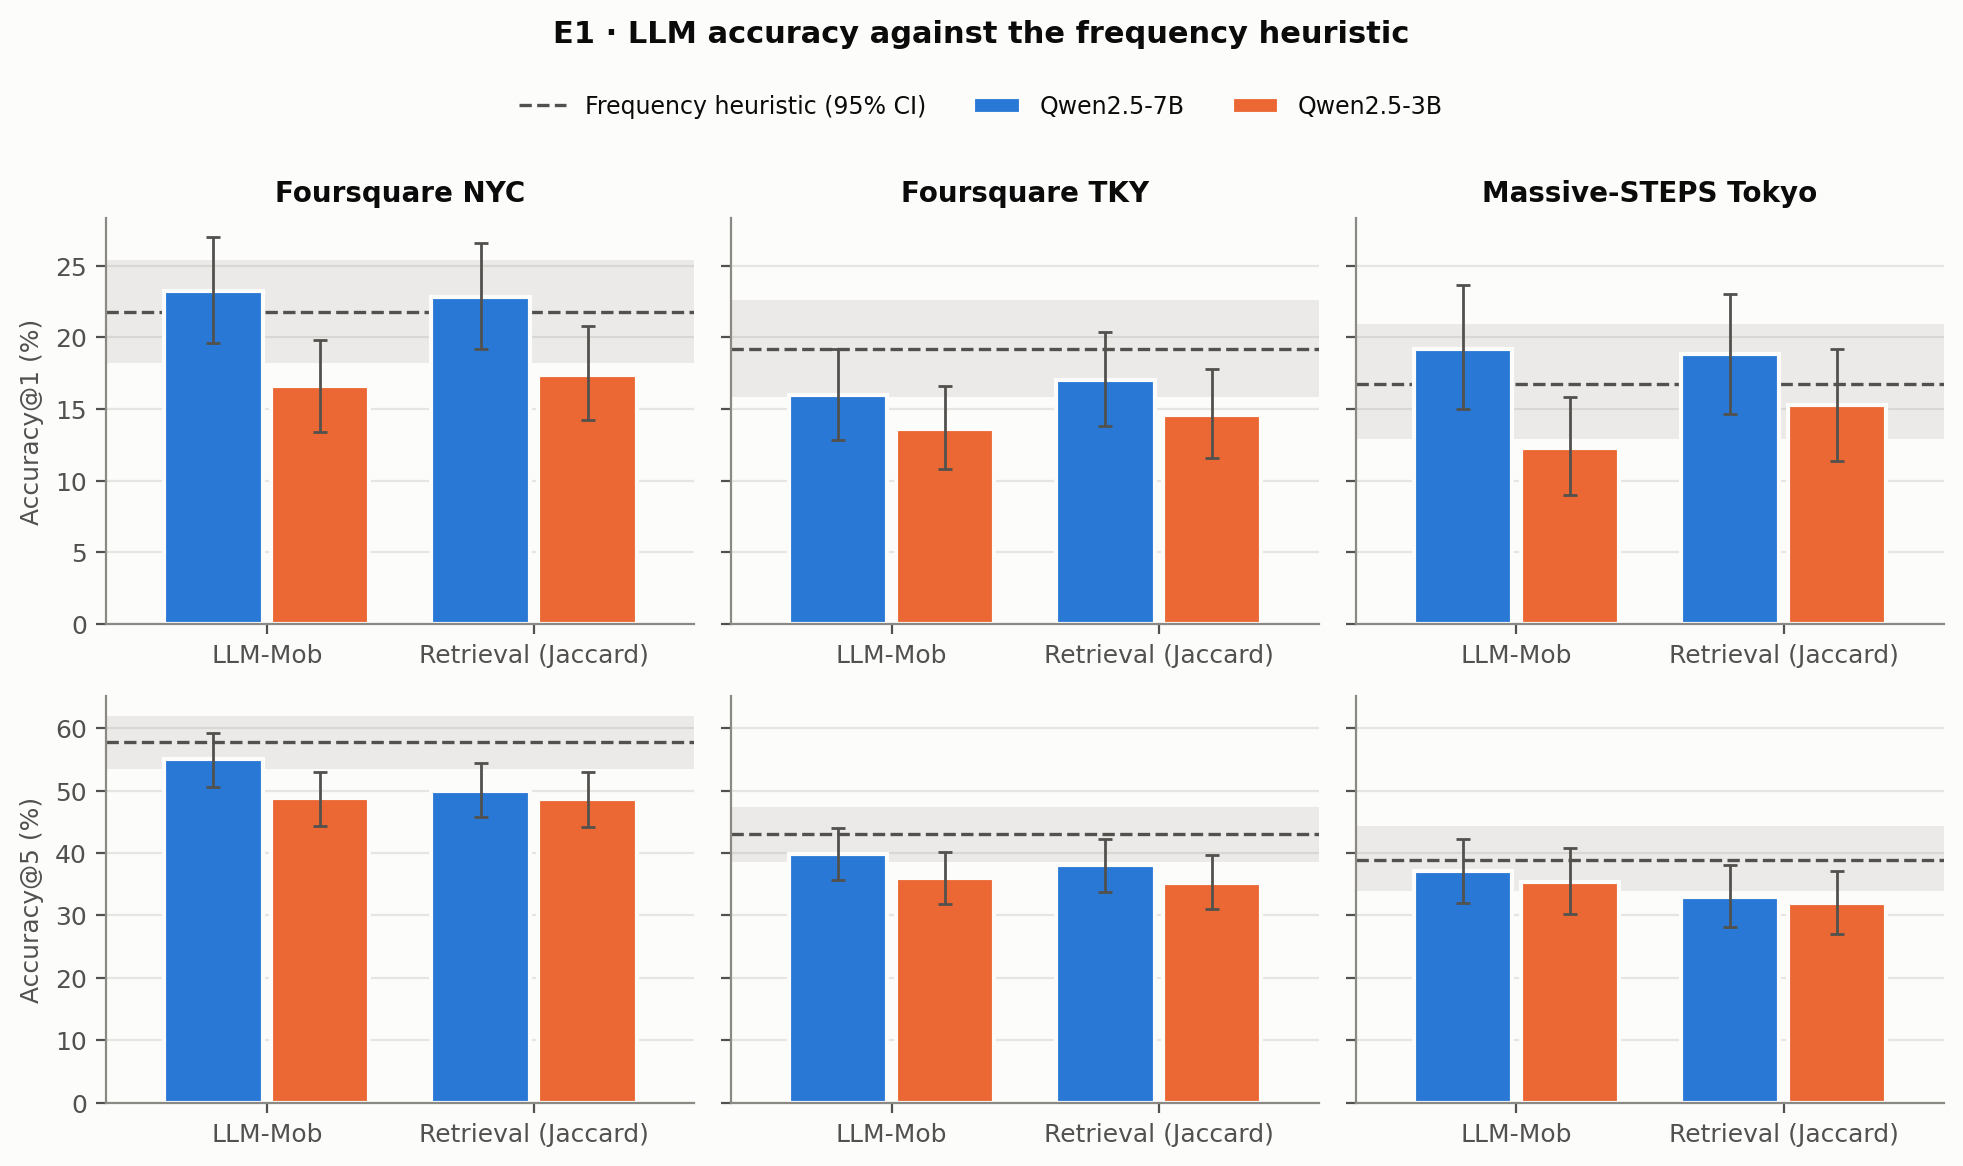 E1 · LLM accuracy against the frequency heuristic
Frequency heuristic (95% CI) Qwen2.5-7B Qwen2.5-3B
Foursquare NYC Foursquare TKY Massive-STEPS Tokyo
Accuracy@1 (%)
25
20
15
10
5
0
LLM-Mob Retrieval (Jaccard) LLM-Mob Retrieval (Jaccard) LLM-Mob Retrieval (Jaccard)
Accuracy@5 (%)
60
50
40
30
20
10
0
LLM-Mob Retrieval (Jaccard) LLM-Mob Retrieval (Jaccard) LLM-Mob Retrieval (Jaccard)